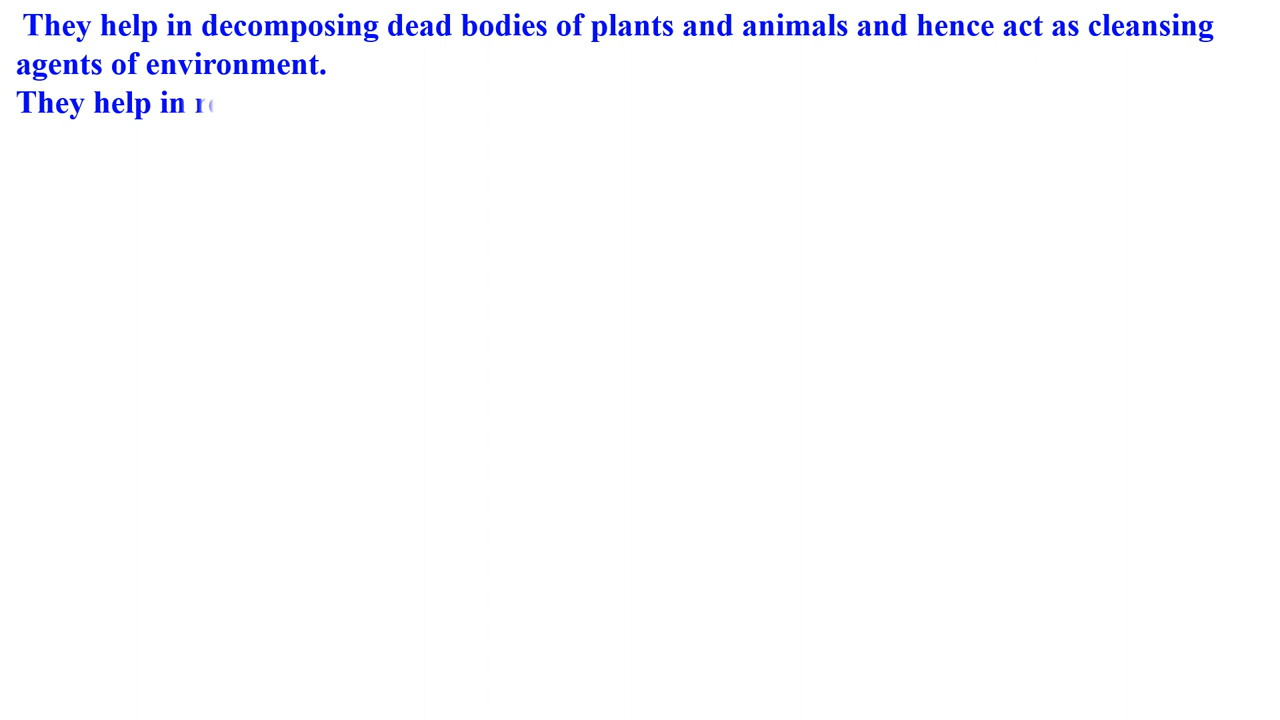 They help in decomposing dead bodies of plants and animals and hence act as cleansing
agents of environment.
They help in